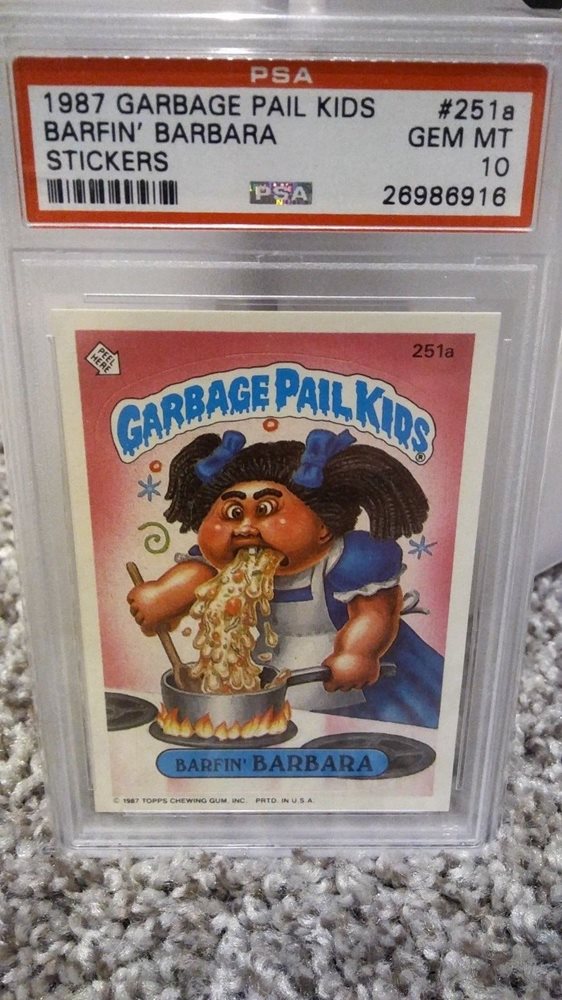 PSA
1987 GARBAGE PAIL KIDS #251a
BARFIN' BARBARA GEM MT
STICKERS 10
PSA 26986916
PEEL
HERE
251a
GARBAGE PAIL KIDS®
BARFIN' BARBARA
© 1987 TOPPS CHEWING GUM, INC. PRTD. IN U.S.A.